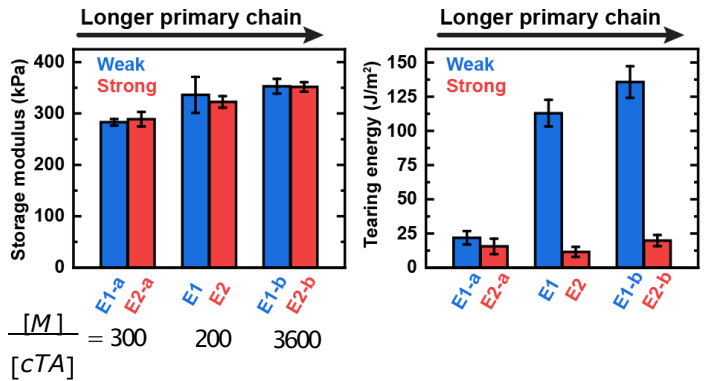 Longer primary chain
Storage modulus (kPa)
400
300
200
100
0
Weak
Strong
E1-a
E2-a
E1
E2
E1-b
E2-b
[M]
[cTA]
= 300
200
3600
Longer primary chain
Tearing energy (J/m²)
150
125
100
75
50
25
0
Weak
Strong
E1-a
E2-a
E1
E2
E1-b
E2-b